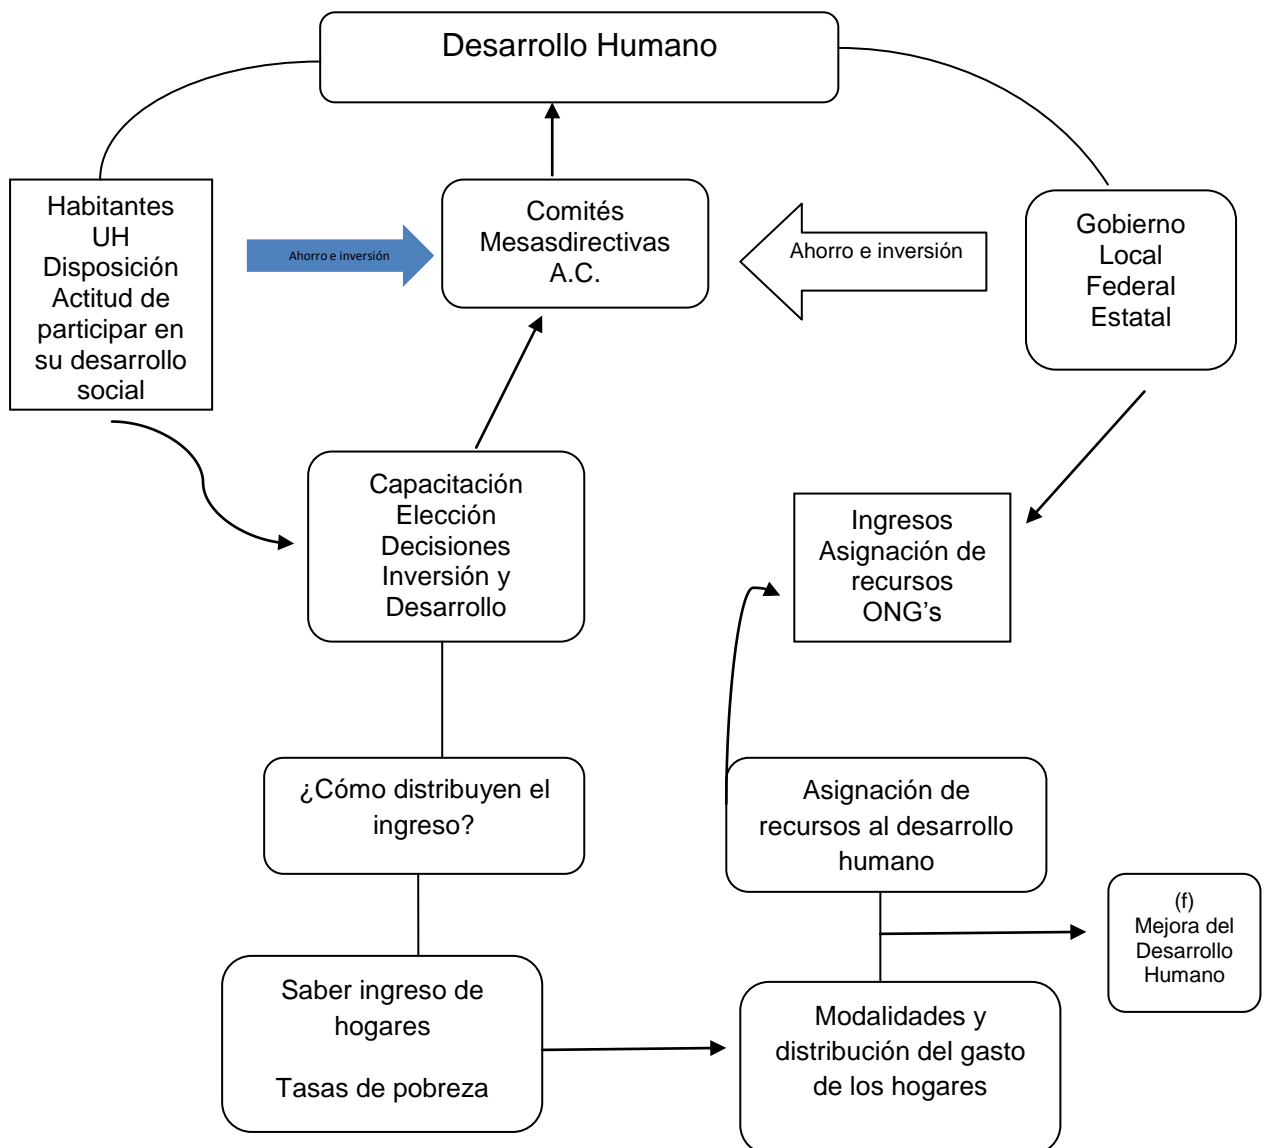 Desarrollo Humano
Habitantes
UH
Disposición
Actitud de
participar en
su desarrollo
social
Ahorro e inversión
Comités
Mesasdirectivas
A.C.
Ahorro e inversión
Gobierno
Local
Federal
Estatal
Capacitación
Elección
Decisiones
Inversión y
Desarrollo
Ingresos
Asignación de
recursos
ONG’s
¿Cómo distribuyen el
ingreso?
Asignación de
recursos al desarrollo
humano
(f)
Mejora del
Desarrollo
Humano
Saber ingreso de
hogares
Tasas de pobreza
Modalidades y
distribución del gasto
de los hogares